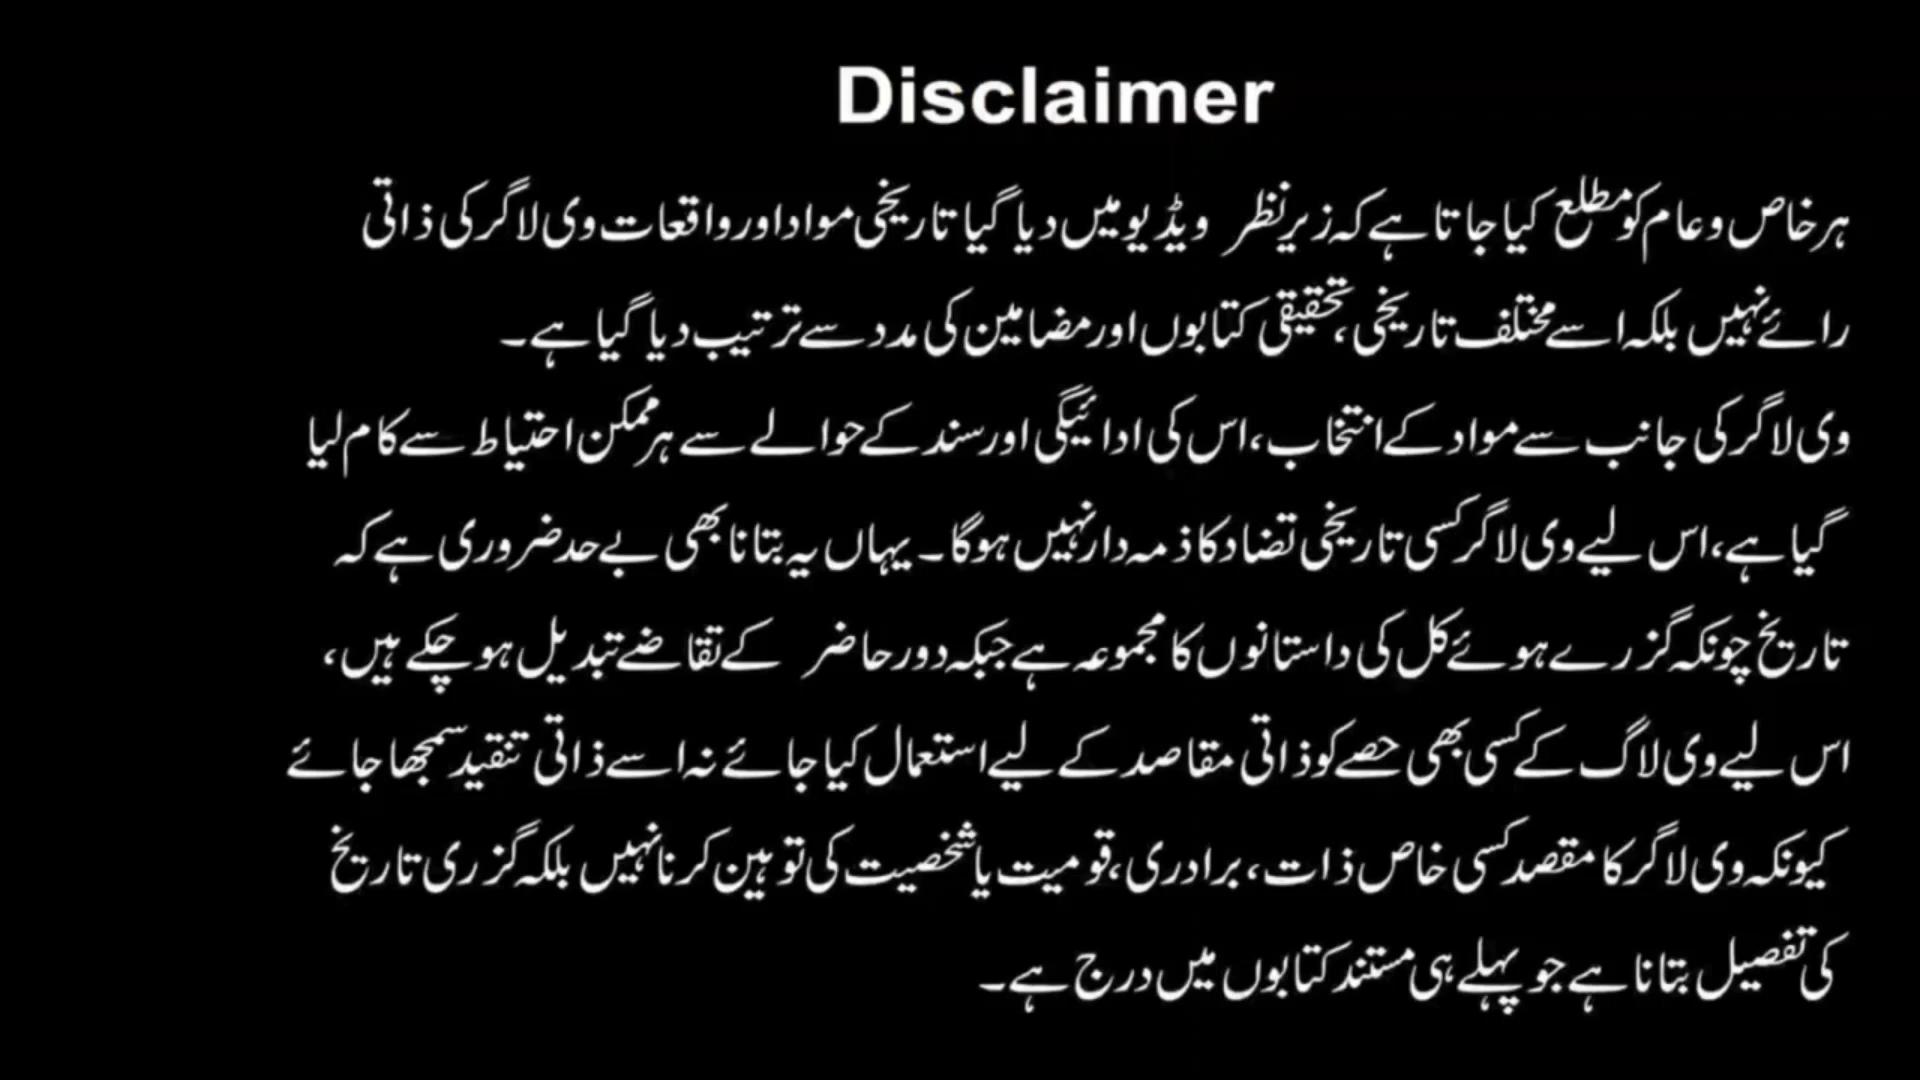 Disclaimer
ہر خاص و عام کو مطلع کیا جاتا ہے کہ زیر نظر ویڈیو میں دیا گیا تاریخی مواد اور واقعات وی لاگر کی ذاتی
رائے نہیں بلکہ اسے مختلف تاریخی، تحقیقی کتابوں اور مضامین کی مدد سے ترتیب دیا گیا ہے۔
وی لاگر کی جانب سے مواد کے انتخاب، اس کی ادائیگی اور سند کے حوالے سے ہر ممکن احتیاط سے کام لیا
گیا ہے، اس لیے وی لاگر کسی تاریخی تضاد کا ذمہ دار نہیں ہوگا۔ یہاں یہ بتانا بھی بے حد ضروری ہے کہ
تاریخ چونکہ گزرے ہوئے کل کی داستانوں کا مجموعہ ہے جبکہ دور حاضر کے تقاضے تبدیل ہو چکے ہیں،
اس لیے وی لاگ کے کسی بھی حصے کو ذاتی مقاصد کے لیے استعمال کیا جائے نہ اسے ذاتی تنقید سمجھا جائے
کیونکہ وی لاگر کا مقصد کسی خاص ذات، برادری، قومیت یا شخصیت کی توہین کرنا نہیں بلکہ گزری تاریخ
کی تفصیل بتانا ہے جو پہلے ہی مستند کتابوں میں درج ہے۔